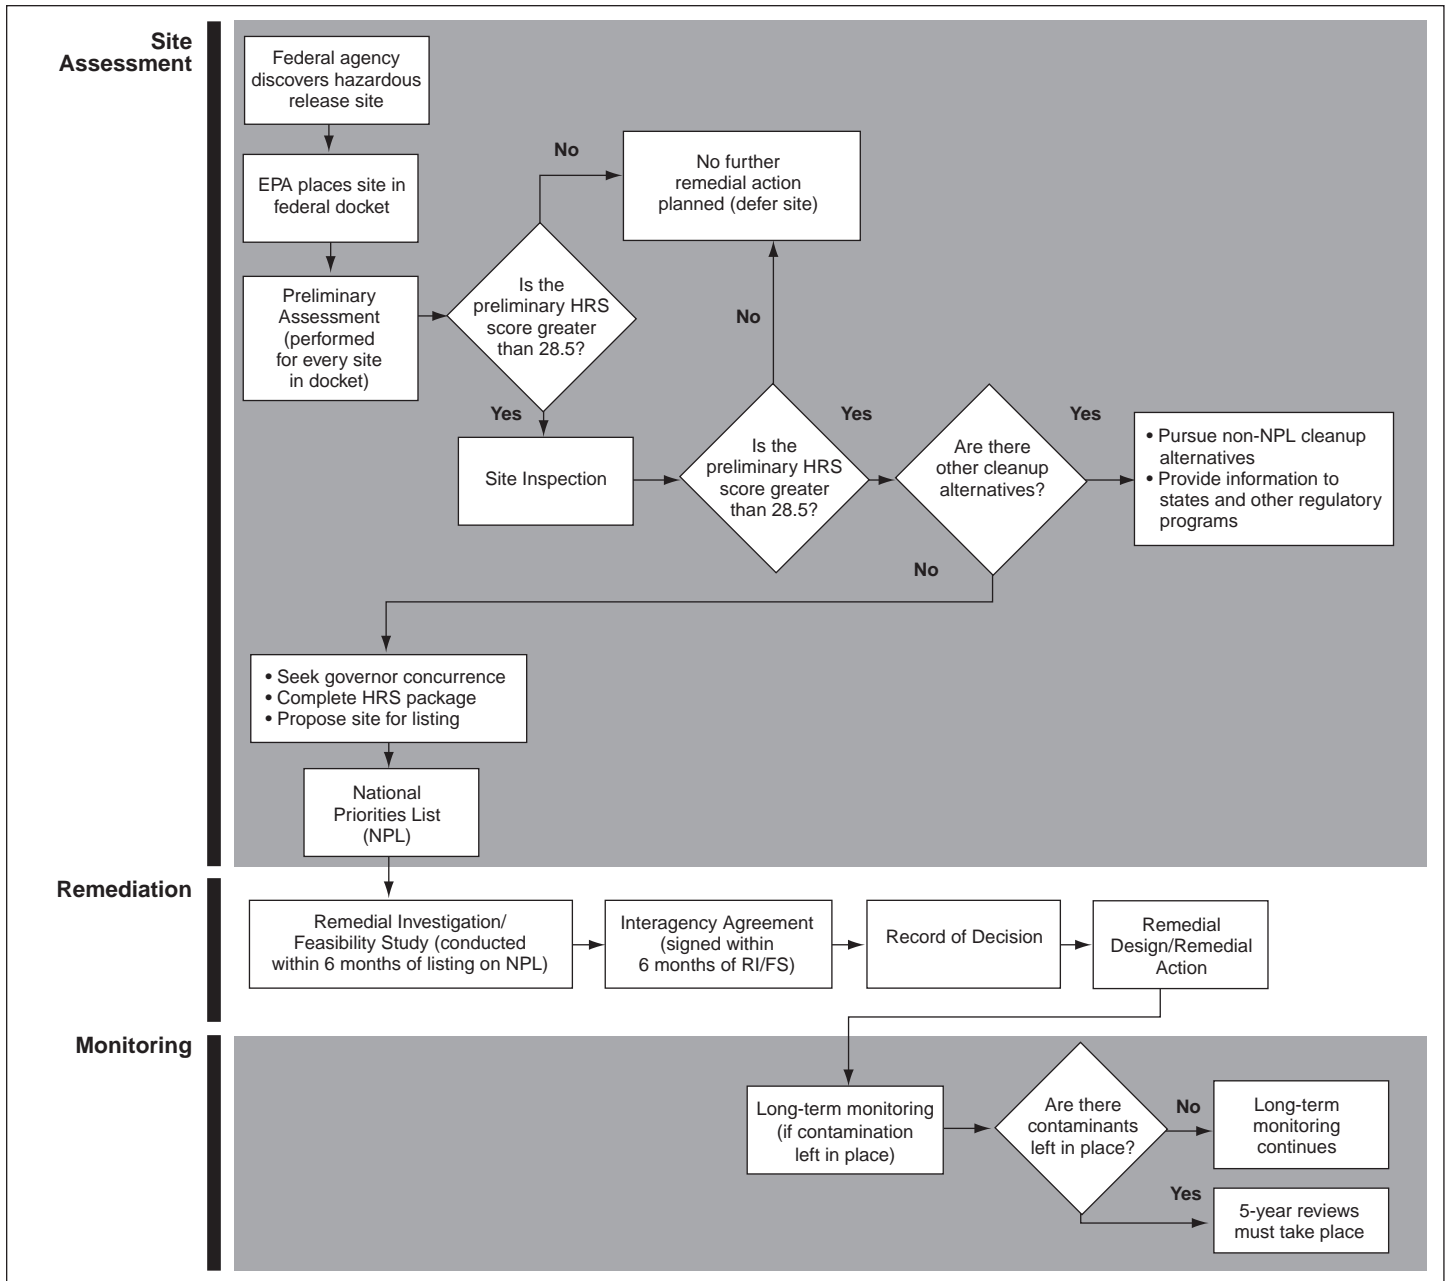 Site
Assessment
Federal agency
discovers hazardous
release site
EPA places site in
federal docket
Preliminary
Assessment
(performed
for every site
in docket)
Is the
preliminary HRS
score greater
than 28.5?
No
No further
remedial action
planned (defer site)
Yes
Site Inspection
Is the
preliminary HRS
score greater
than 28.5?
No
Yes
Are there
other cleanup
alternatives?
Yes
• Pursue non-NPL cleanup
alternatives
• Provide information to
states and other regulatory
programs
No
• Seek governor concurrence
• Complete HRS package
• Propose site for listing
National
Priorities List
(NPL)
Remediation
Remedial Investigation/
Feasibility Study (conducted
within 6 months of listing on NPL)
Interagency Agreement
(signed within
6 months of RI/FS)
Record of Decision
Remedial
Design/Remedial
Action
Monitoring
Long-term monitoring
(if contamination
left in place)
Are there
contaminants
left in place?
No
Long-term
monitoring
continues
Yes
5-year reviews
must take place